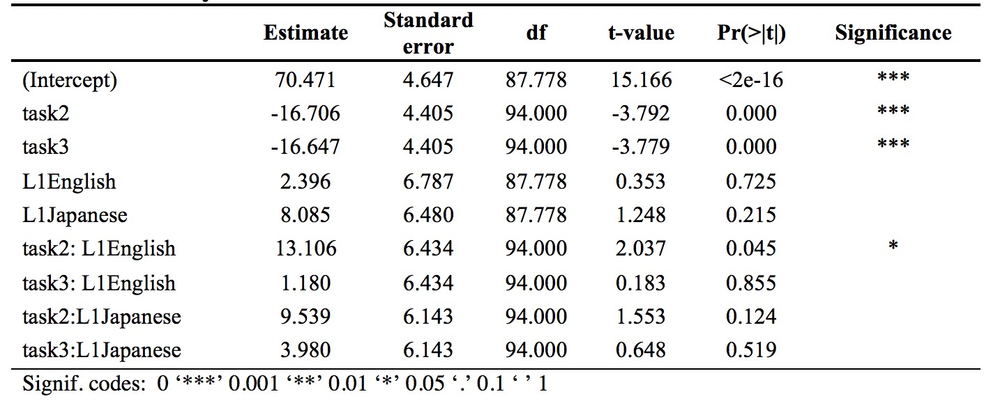 Estimate Standard error df t-value Pr(>|t|) Significance
(Intercept) 70.471 4.647 87.778 15.166 <2e-16 ***
task2 -16.706 4.405 94.000 -3.792 0.000 ***
task3 -16.647 4.405 94.000 -3.779 0.000 ***
L1English 2.396 6.787 87.778 0.353 0.725
L1Japanese 8.085 6.480 87.778 1.248 0.215
task2: L1English 13.106 6.434 94.000 2.037 0.045 *
task3: L1English 1.180 6.434 94.000 0.183 0.855
task2:L1Japanese 9.539 6.143 94.000 1.553 0.124
task3:L1Japanese 3.980 6.143 94.000 0.648 0.519
Signif. codes: 0 ‘***’ 0.001 ‘**’ 0.01 ‘*’ 0.05 ‘.’ 0.1 ‘ ’ 1